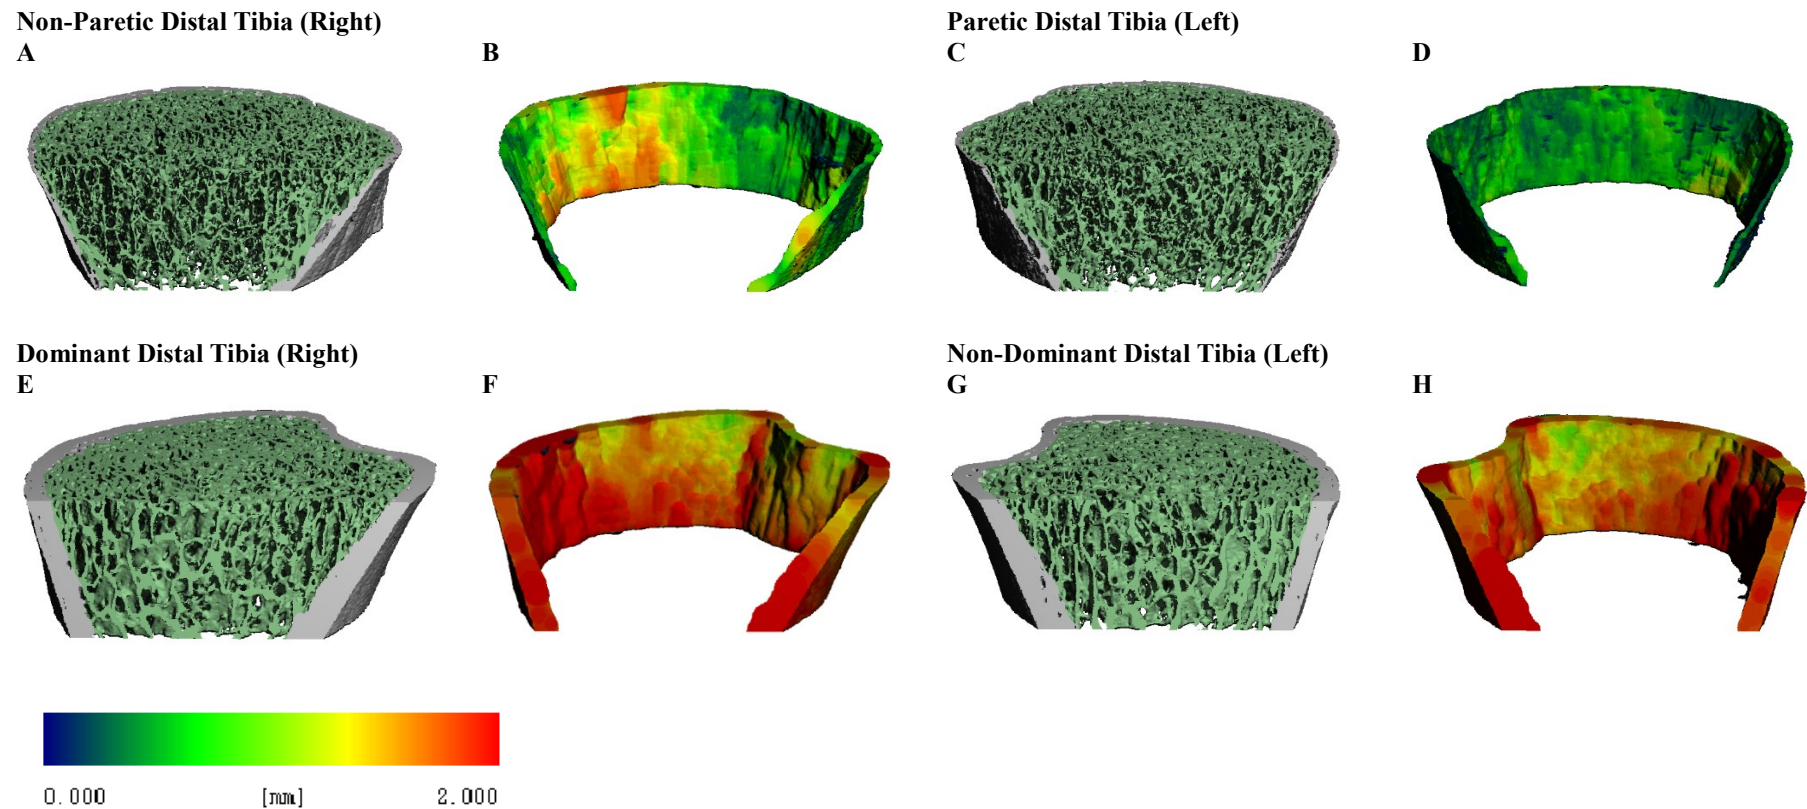 Non-Paretic Distal Tibia (Right)
Paretic Distal Tibia (Left)
A
B
C
D
Dominant Distal Tibia (Right)
Non-Dominant Distal Tibia (Left)
E
F
G
H
0.000 [mm] 2.000